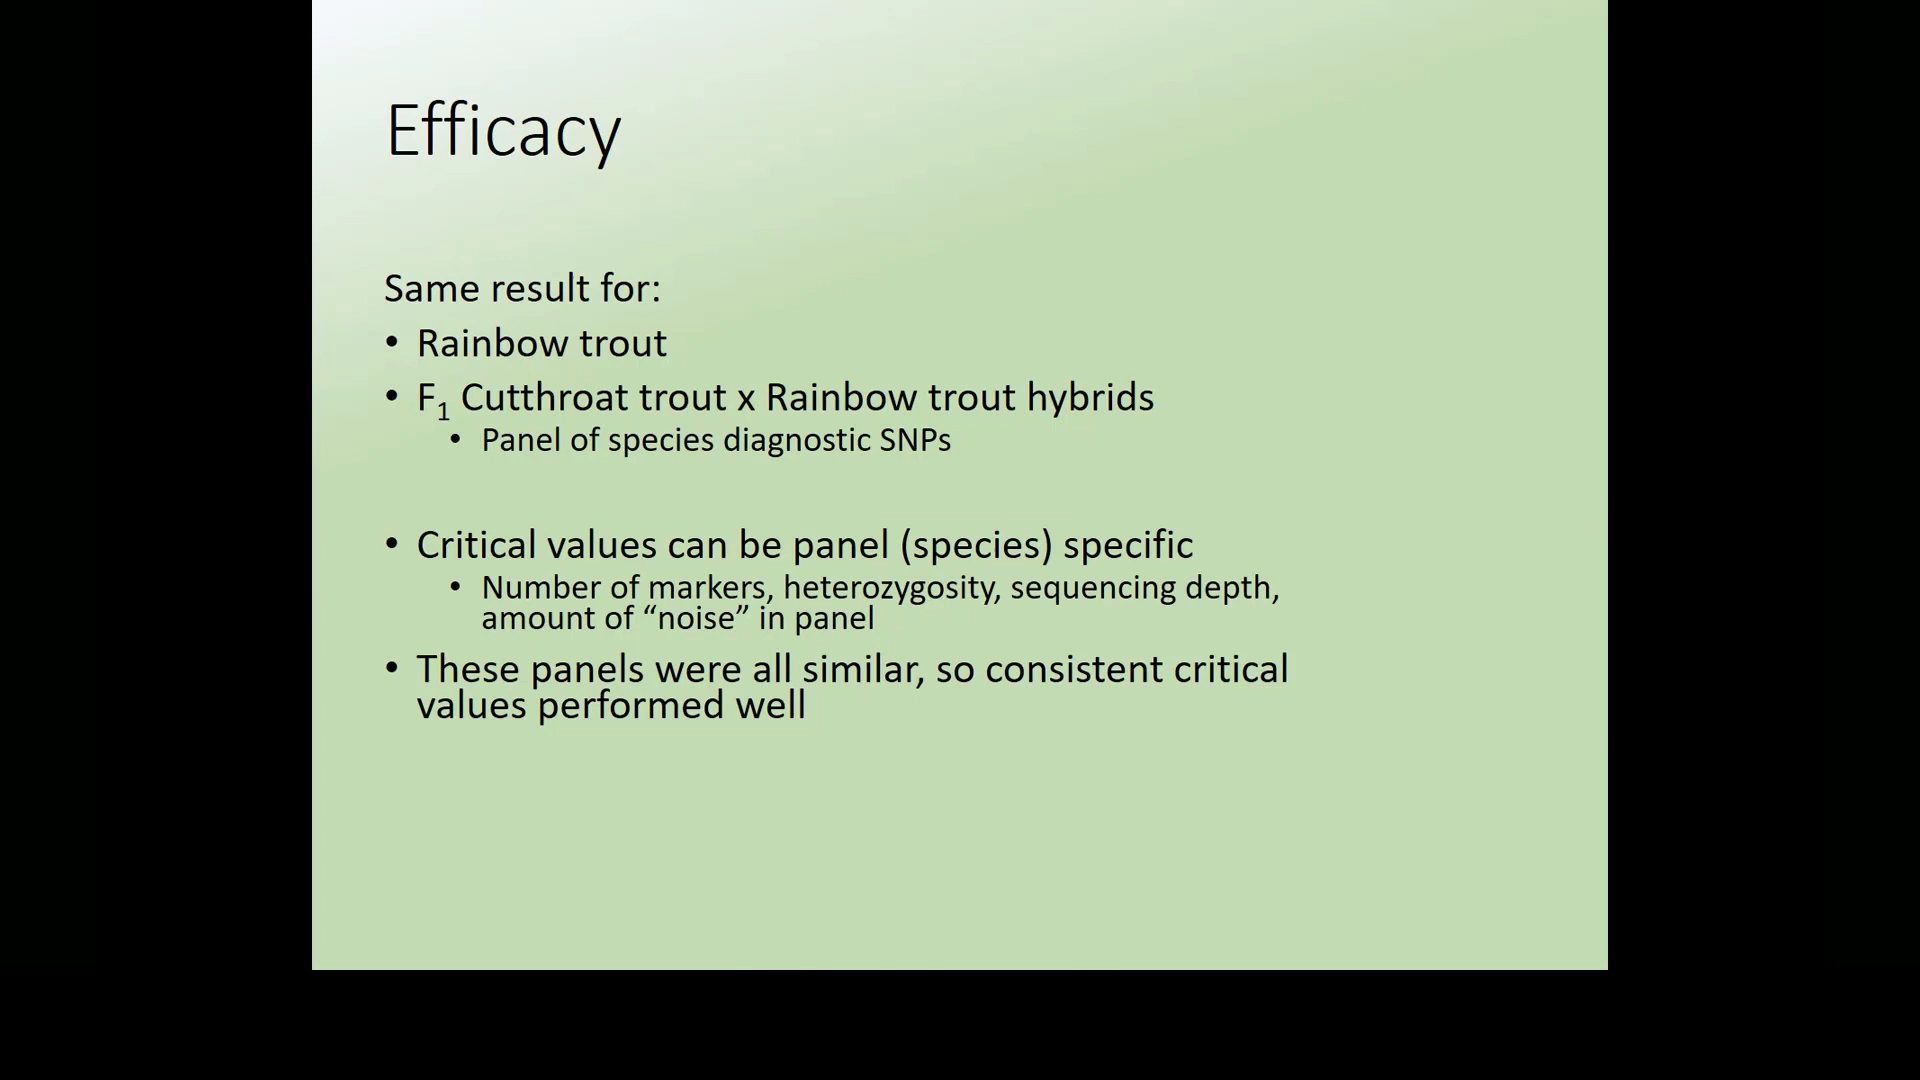 Efficacy
Same result for:
• Rainbow trout
• F₁ Cutthroat trout x Rainbow trout hybrids
• Panel of species diagnostic SNPs
• Critical values can be panel (species) specific
• Number of markers, heterozygosity, sequencing depth,
amount of “noise” in panel
• These panels were all similar, so consistent critical
values performed well